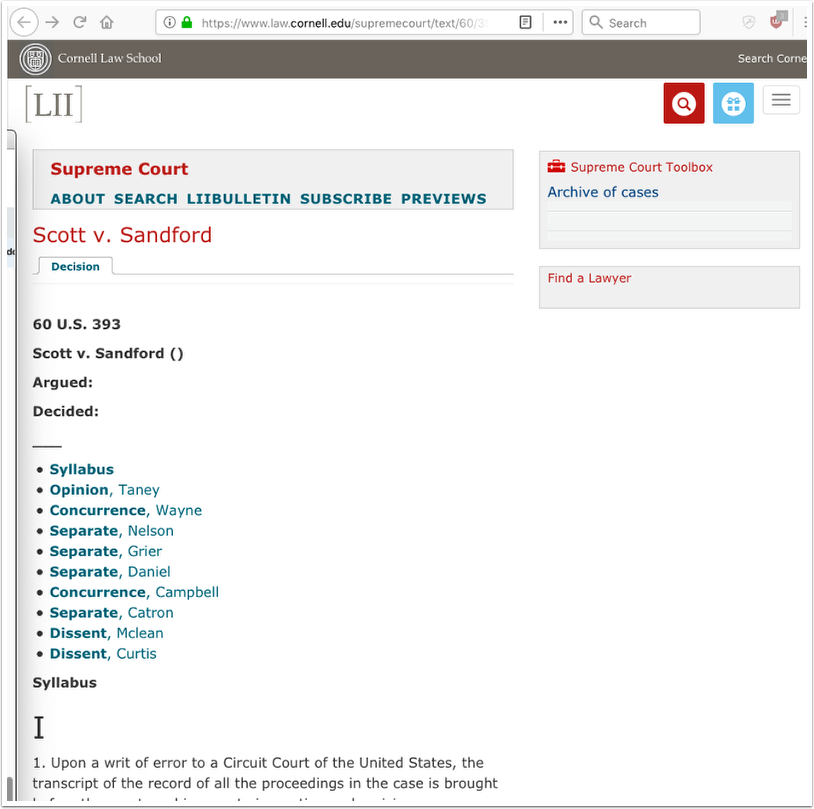 https://www.law.cornell.edu/supremecourt/text/60/
Search
Cornell Law School
Search Corne
[LII]
Supreme Court
ABOUT SEARCH LIIBULLETIN SUBSCRIBE PREVIEWS
Scott v. Sandford
Decision
60 U.S. 393
Scott v. Sandford ()
Argued:
Decided:
Syllabus
Opinion, Taney
Concurrence, Wayne
Separate, Nelson
Separate, Grier
Separate, Daniel
Concurrence, Campbell
Separate, Catron
Dissent, Mclean
Dissent, Curtis
Syllabus
I
1. Upon a writ of error to a Circuit Court of the United States, the
transcript of the record of all the proceedings in the case is brought
Supreme Court Toolbox
Archive of cases
Find a Lawyer